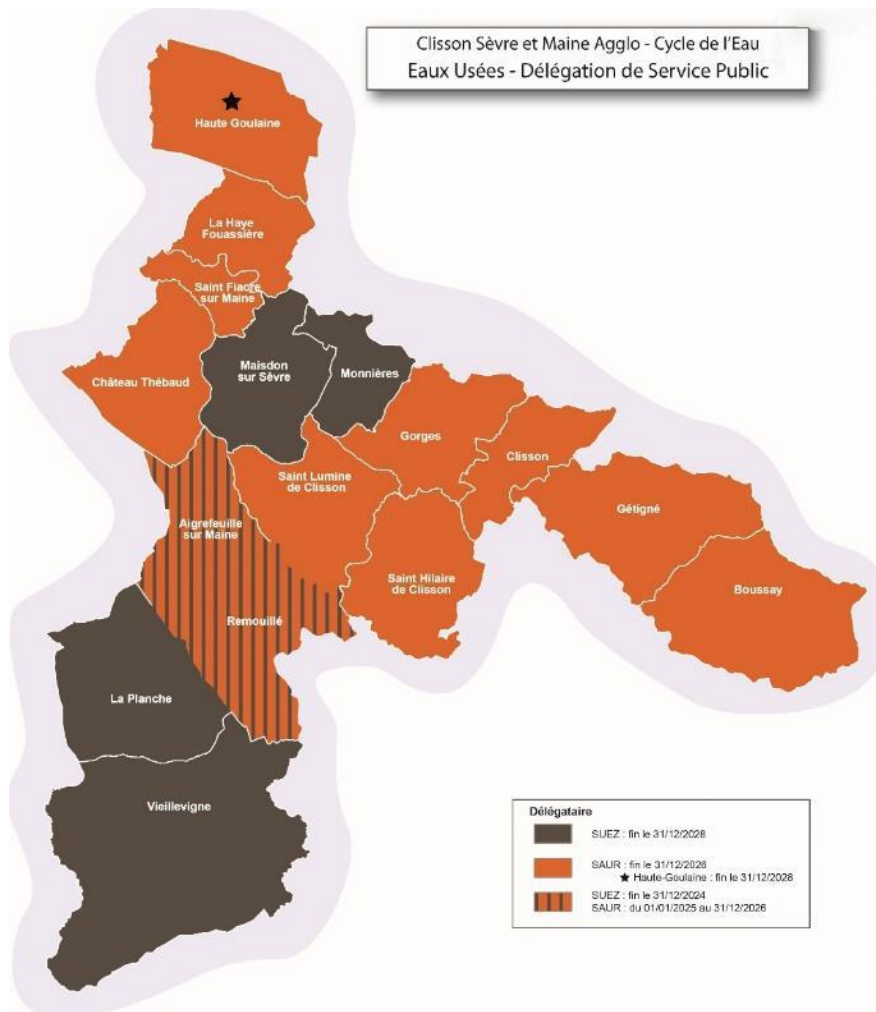 Clisson Sèvre et Maine Agglo - Cycle de l'Eau
Eaux Usées - Délégation de Service Public
Haute Goulaine
La Haye
Fouassière
Saint Fiacre
sur Maine
Maisdon
sur Sèvre
Monnières
Château Thébaud
Gorges
Clisson
Saint Lumine
de Clisson
Gétigné
Aigrefeuille
sur Maine
Saint Hilaire
de Clisson
Boussay
Remouillé
La Planche
Vieillevigne
Délégataire
SUEZ : fin le 31/12/2028
SAUR : fin le 31/12/2026
★ Haute-Goulaine : fin le 31/12/2028
SUEZ : fin le 31/12/2024
SAUR : du 01/01/2025 au 31/12/2026